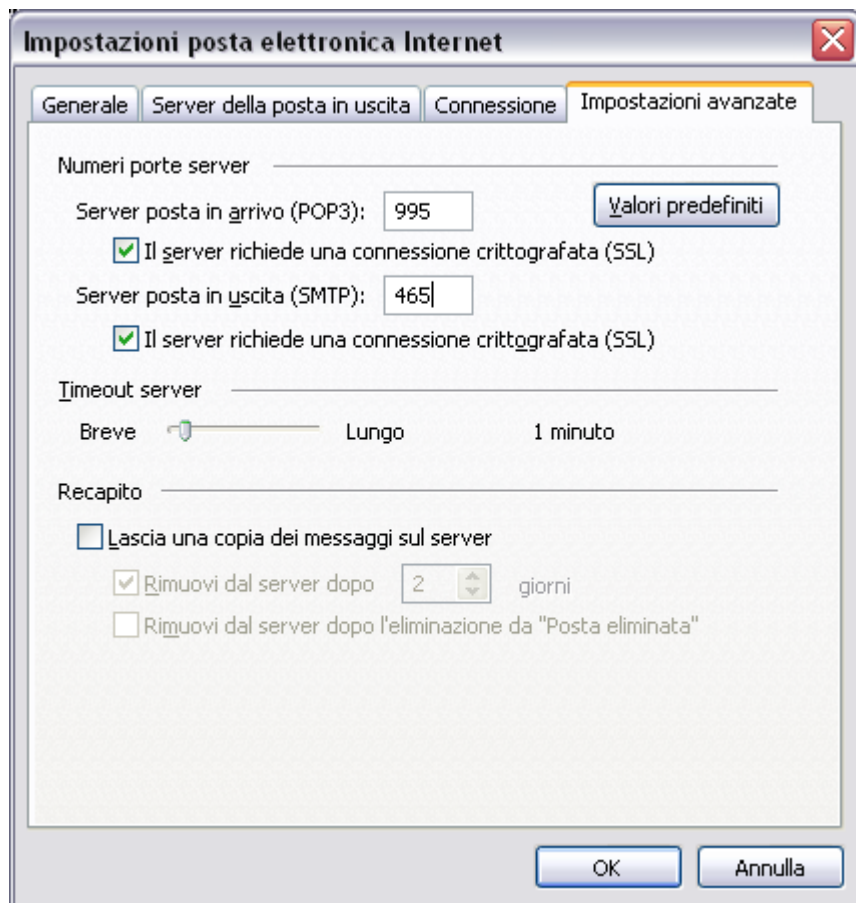 Impostazioni posta elettronica Internet
Generale Server della posta in uscita Connessione Impostazioni avanzate
Numeri porte server
Server posta in arrivo (POP3): 995 Valori predefiniti
Il server richiede una connessione crittografata (SSL)
Server posta in uscita (SMTP): 465
Il server richiede una connessione crittografata (SSL)
Timeout server
Breve Lungo 1 minuto
Recapito
Lascia una copia dei messaggi sul server
Rimuovi dal server dopo 2 giorni
Rimuovi dal server dopo l'eliminazione da "Posta eliminata"
OK Annulla